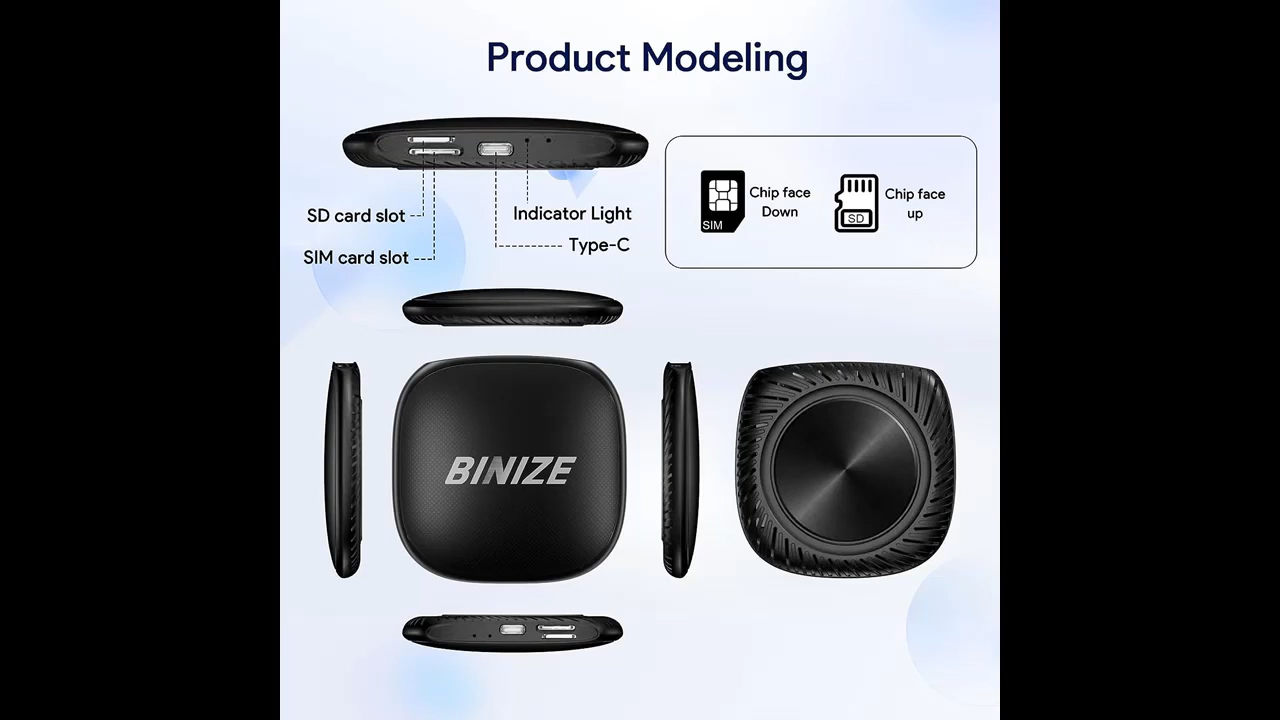 Product Modeling
SD card slot
SIM card slot
Indicator Light
Type-C
SIM
Chip face
Down
SD
Chip face
up
BINIZE